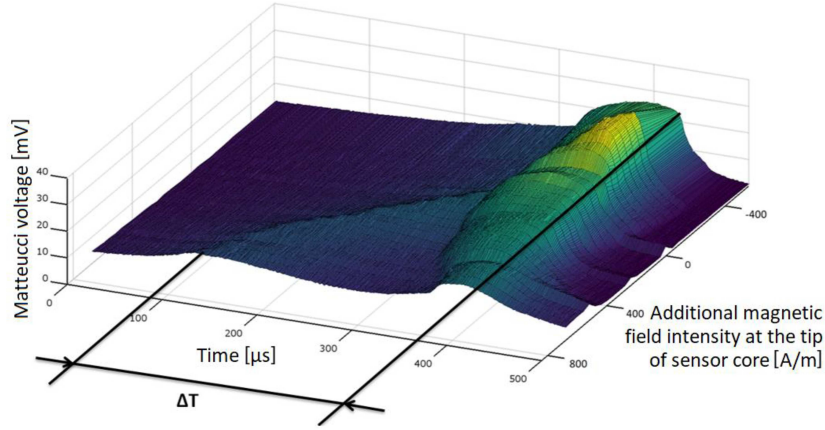 Matteucci voltage [mV]
40
30
20
10
0
0
100
200
300
400
500
Time [µs]
-400
0
400
800
Additional magnetic
field intensity at the tip
of sensor core [A/m]
ΔT